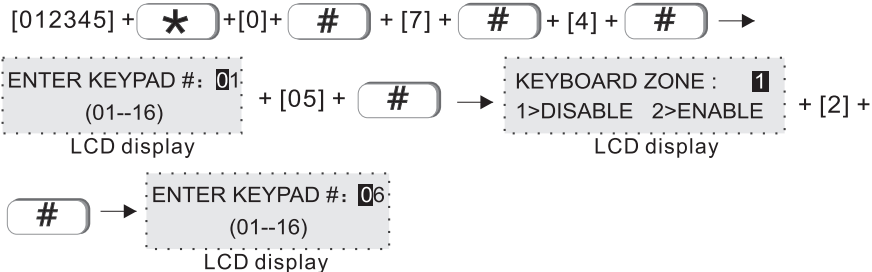 [012345] + * +[0]+ # + [7] + # + [4] + #
ENTER KEYPAD #: 01
(01--16)
LCD display
+ [05] + #
KEYBOARD ZONE : 1
1>DISABLE 2>ENABLE
LCD display
+ [2] +
#
ENTER KEYPAD #: 06
(01--16)
LCD display